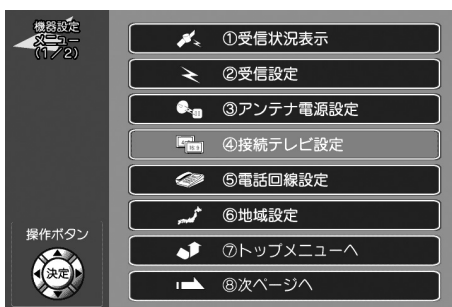 機器設定
メニュー
(1/2)
①受信状況表示
②受信設定
③アンテナ電源設定
④接続テレビ設定
⑤電話回線設定
⑥地域設定
⑦トップメニューへ
⑧次ページへ
操作ボタン
決定